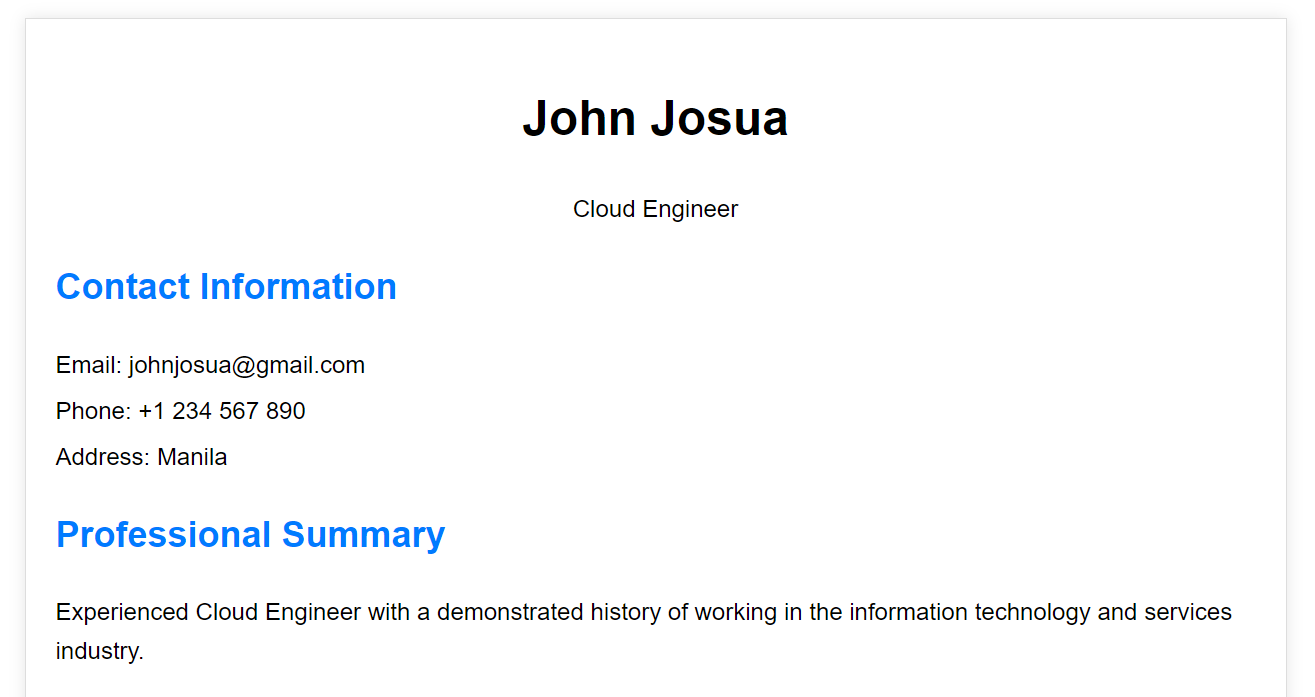 John Josua
Cloud Engineer
Contact Information
Email: johnjosua@gmail.com
Phone: +1 234 567 890
Address: Manila
Professional Summary
Experienced Cloud Engineer with a demonstrated history of working in the information technology and services
industry.